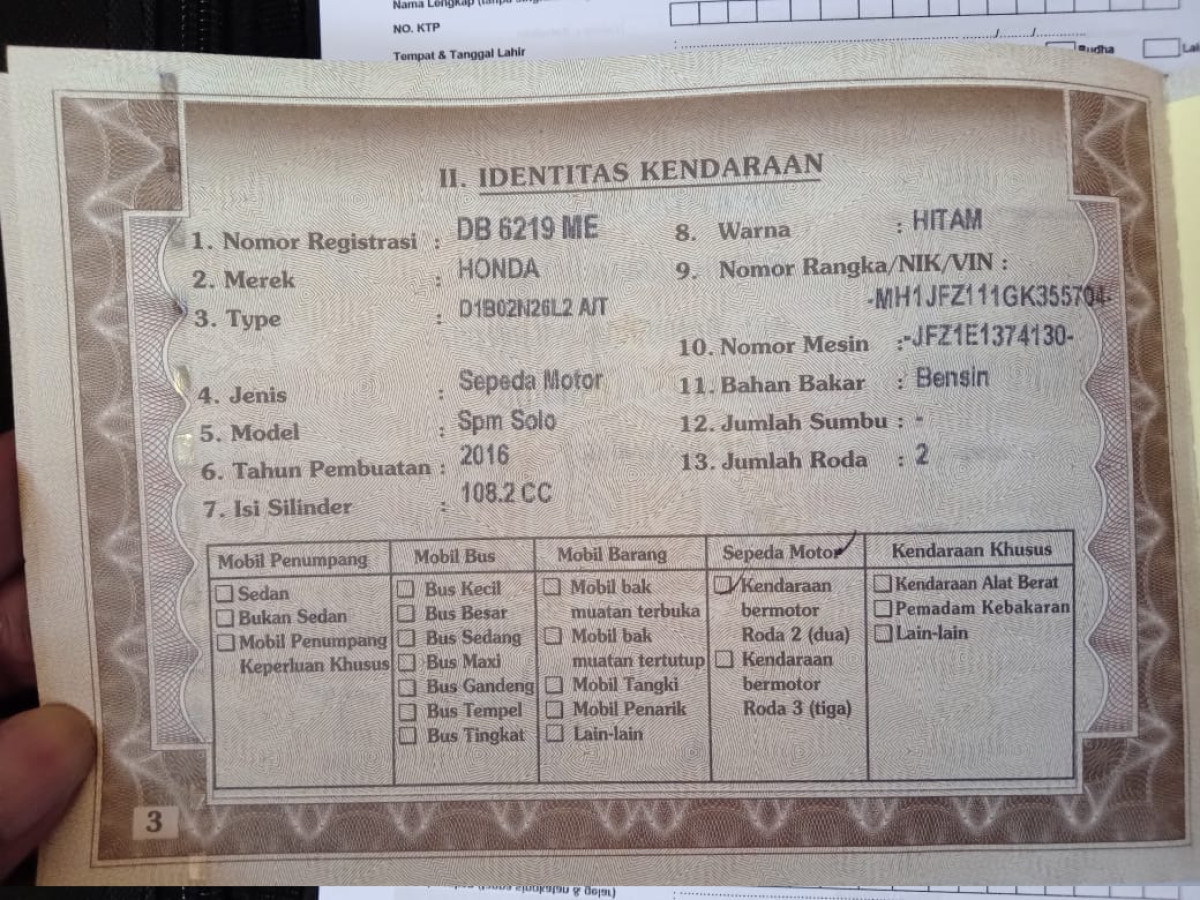 Nama Lengkap
NO. KTP
Tempat & Tanggal Lahir
Budha
II. IDENTITAS KENDARAAN
1. Nomor Registrasi : DB 6219 ME
2. Merek : HONDA
3. Type : D1B02N26L2 A/T
4. Jenis : Sepeda Motor
5. Model : Spm Solo
6. Tahun Pembuatan : 2016
7. Isi Silinder : 108.2 CC
8. Warna : HITAM
9. Nomor Rangka/NIK/VIN :
-MH1JFZ111GK355704-
10. Nomor Mesin :-JFZ1E1374130-
11. Bahan Bakar : Bensin
12. Jumlah Sumbu : -
13. Jumlah Roda : 2
Mobil Penumpang
Sedan
Bukan Sedan
Mobil Penumpang
Keperluan Khusus
Mobil Bus
Bus Kecil
Bus Besar
Bus Sedang
Bus Maxi
Bus Gandeng
Bus Tempel
Bus Tingkat
Mobil Barang
Mobil bak
muatan terbuka
Mobil bak
muatan tertutup
Mobil Tangki
Mobil Penarik
Lain-lain
Sepeda Motor
Kendaraan
bermotor
Roda 2 (dua)
Kendaraan
bermotor
Roda 3 (tiga)
Kendaraan Khusus
Kendaraan Alat Berat
Pemadam Kebakaran
Lain-lain
3